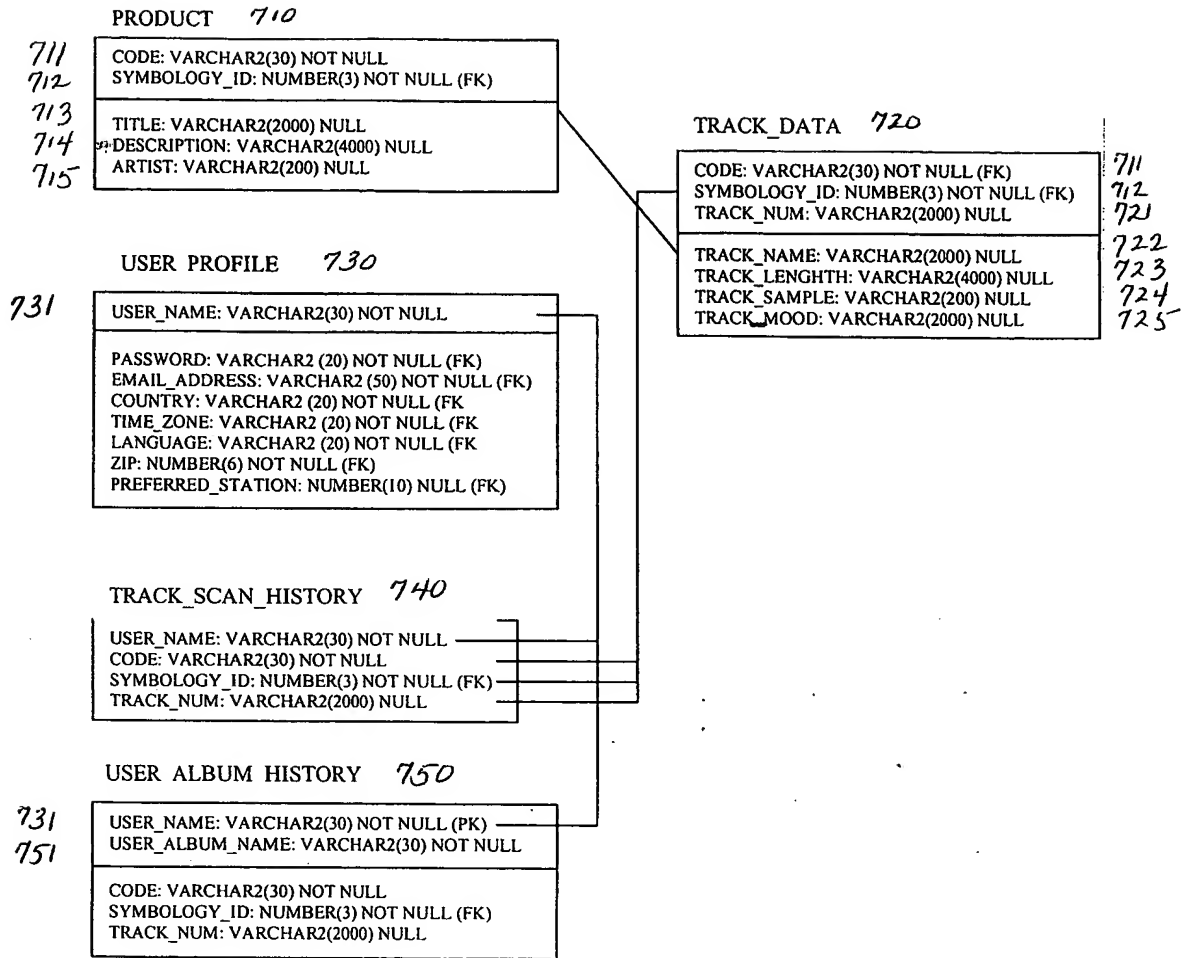 PRODUCT 710
711 CODE: VARCHAR2(30) NOT NULL
712 SYMBOLOGY_ID: NUMBER(3) NOT NULL (FK)
713 TITLE: VARCHAR2(2000) NULL
714 DESCRIPTION: VARCHAR2(4000) NULL
715 ARTIST: VARCHAR2(200) NULL
TRACK_DATA 720
CODE: VARCHAR2(30) NOT NULL (FK) 711
SYMBOLOGY_ID: NUMBER(3) NOT NULL (FK) 712
TRACK_NUM: VARCHAR2(2000) NULL 721
TRACK_NAME: VARCHAR2(2000) NULL 722
TRACK_LENGHTH: VARCHAR2(4000) NULL 723
TRACK_SAMPLE: VARCHAR2(200) NULL 724
TRACK_MOOD: VARCHAR2(2000) NULL 725
USER PROFILE 730
731 USER_NAME: VARCHAR2(30) NOT NULL
PASSWORD: VARCHAR2 (20) NOT NULL (FK)
EMAIL_ADDRESS: VARCHAR2 (50) NOT NULL (FK)
COUNTRY: VARCHAR2 (20) NOT NULL (FK
TIME_ZONE: VARCHAR2 (20) NOT NULL (FK
LANGUAGE: VARCHAR2 (20) NOT NULL (FK
ZIP: NUMBER(6) NOT NULL (FK)
PREFERRED_STATION: NUMBER(10) NULL (FK)
TRACK_SCAN_HISTORY 740
USER_NAME: VARCHAR2(30) NOT NULL
CODE: VARCHAR2(30) NOT NULL
SYMBOLOGY_ID: NUMBER(3) NOT NULL (FK)
TRACK_NUM: VARCHAR2(2000) NULL
USER ALBUM HISTORY 750
731 USER_NAME: VARCHAR2(30) NOT NULL (PK)
751 USER_ALBUM_NAME: VARCHAR2(30) NOT NULL
CODE: VARCHAR2(30) NOT NULL
SYMBOLOGY_ID: NUMBER(3) NOT NULL (FK)
TRACK_NUM: VARCHAR2(2000) NULL